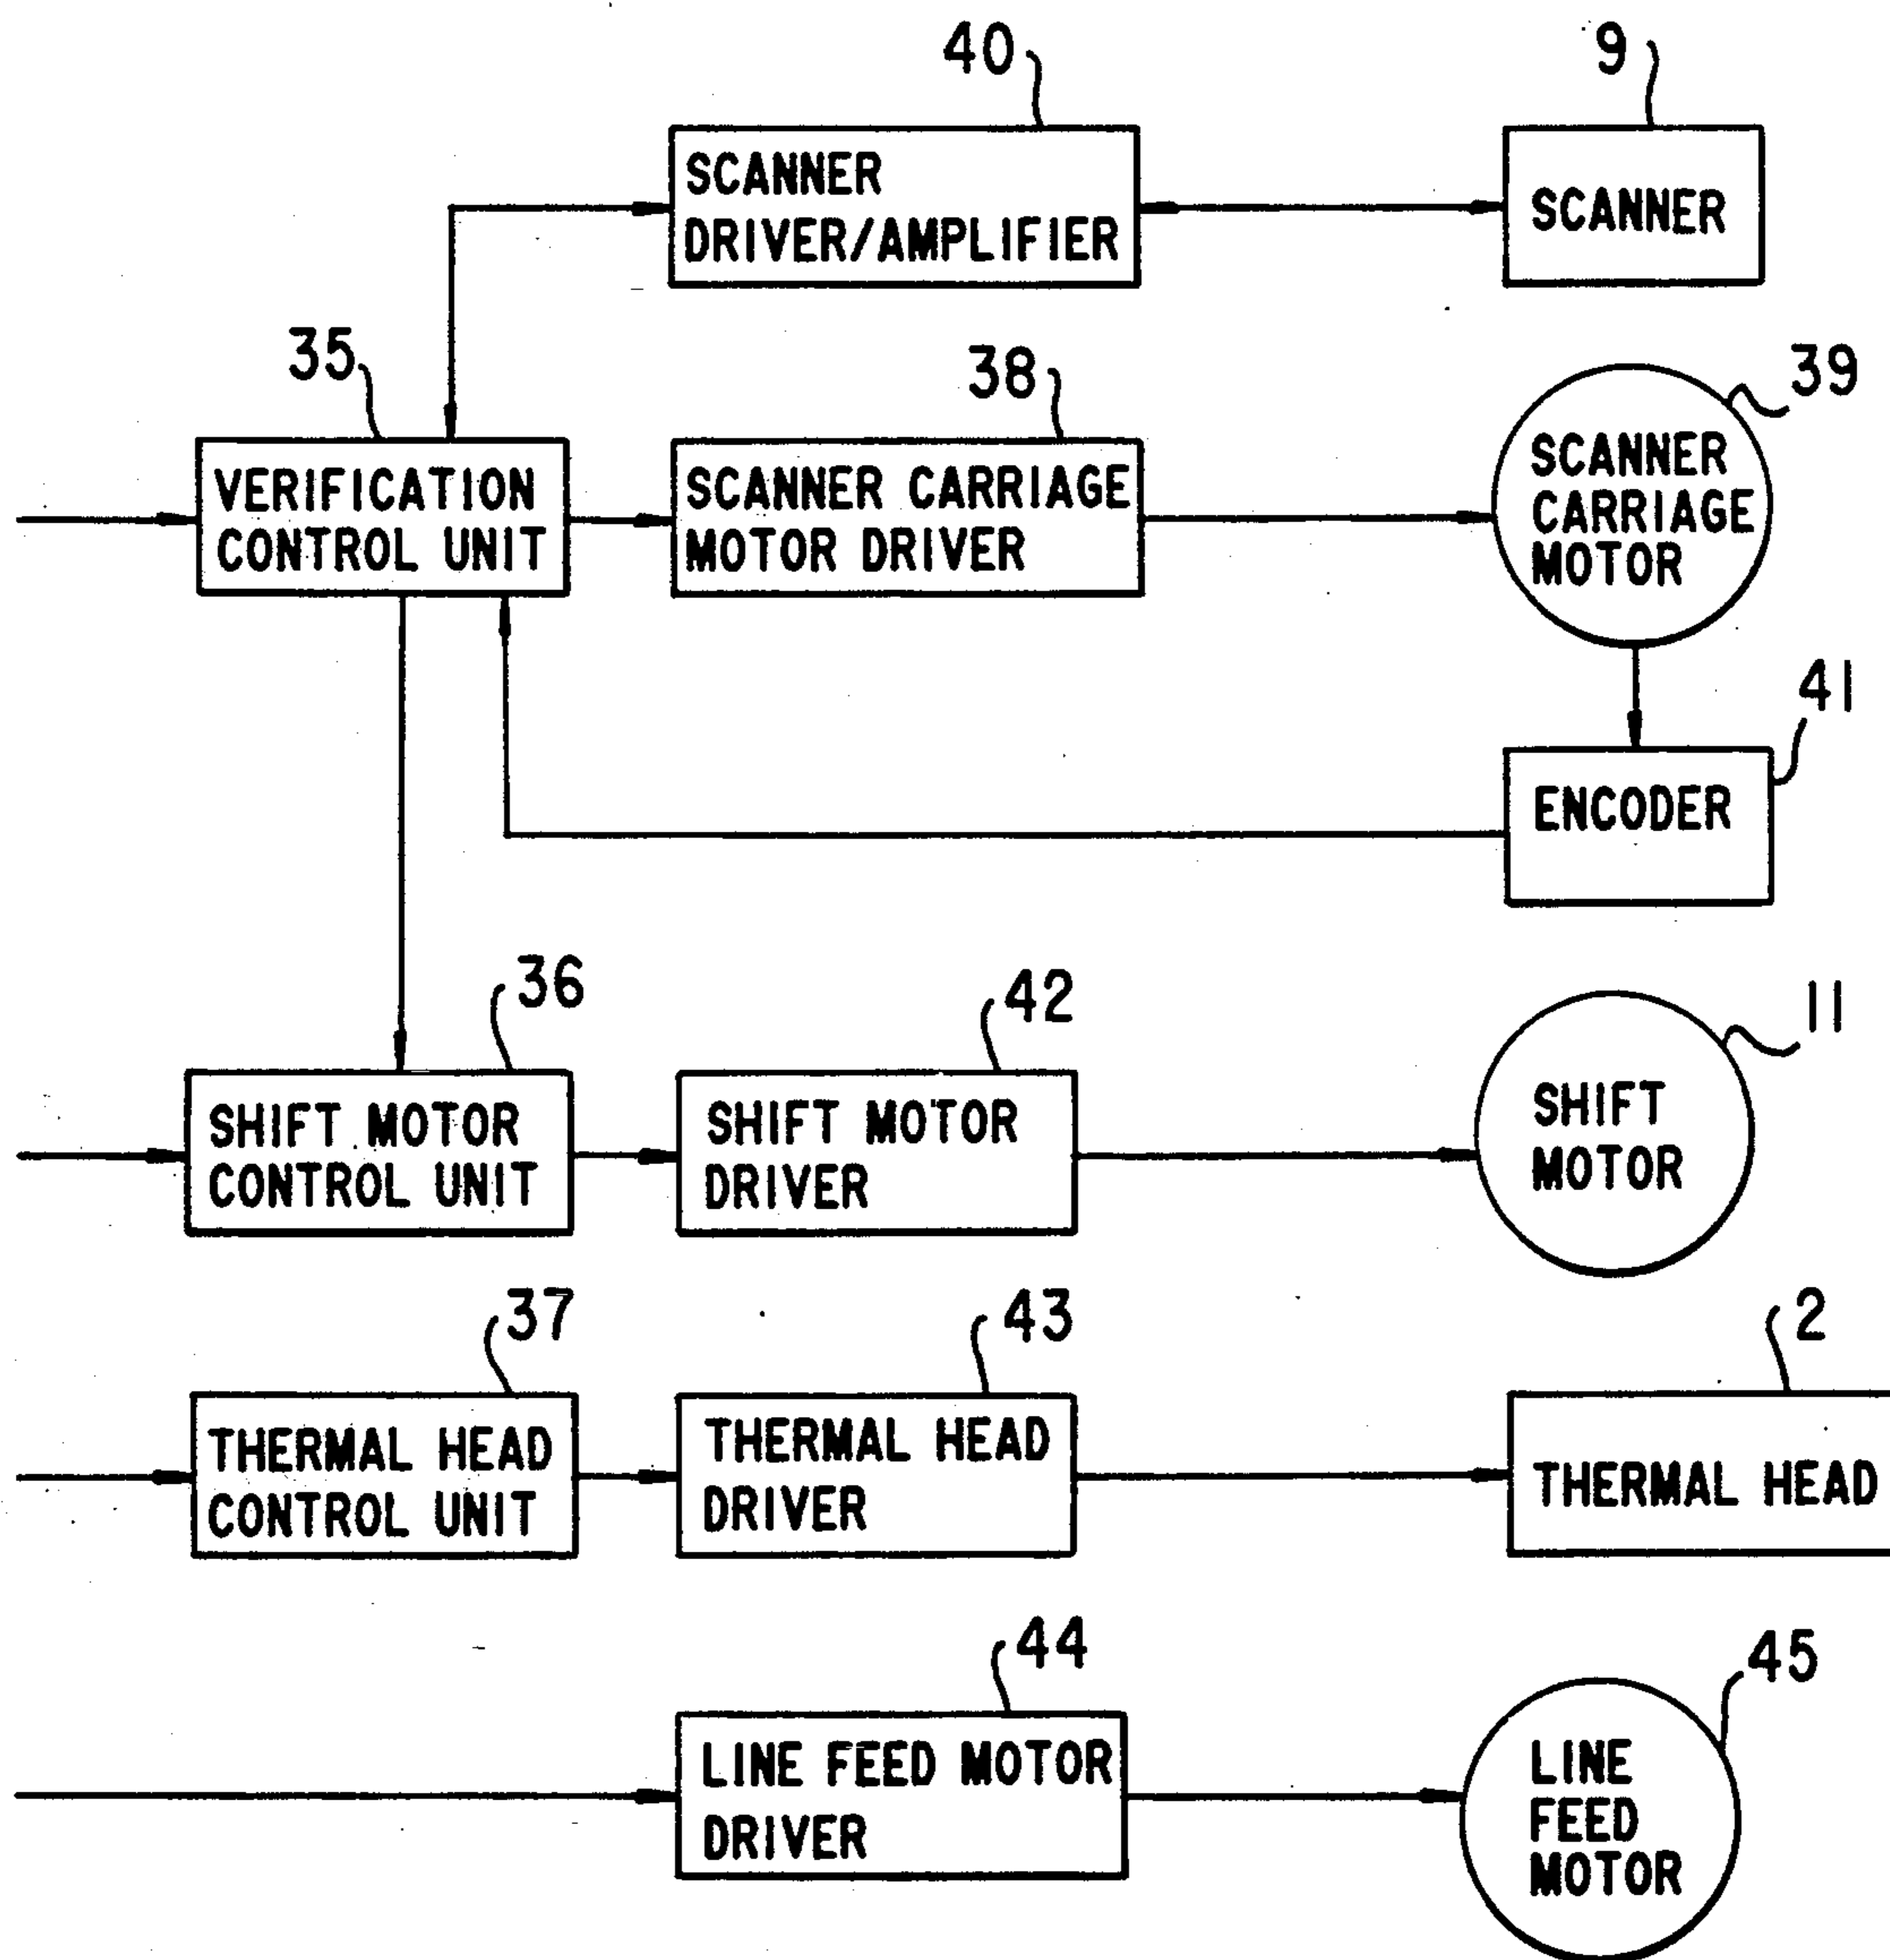 40
9
SCANNER
DRIVER/AMPLIFIER
SCANNER
35
38
39
VERIFICATION
CONTROL UNIT
SCANNER CARRIAGE
MOTOR DRIVER
SCANNER
CARRIAGE
MOTOR
41
ENCODER
36
42
11
SHIFT MOTOR
CONTROL UNIT
SHIFT MOTOR
DRIVER
SHIFT
MOTOR
37
43
2
THERMAL HEAD
CONTROL UNIT
THERMAL HEAD
DRIVER
THERMAL HEAD
44
45
LINE FEED MOTOR
DRIVER
LINE
FEED
MOTOR